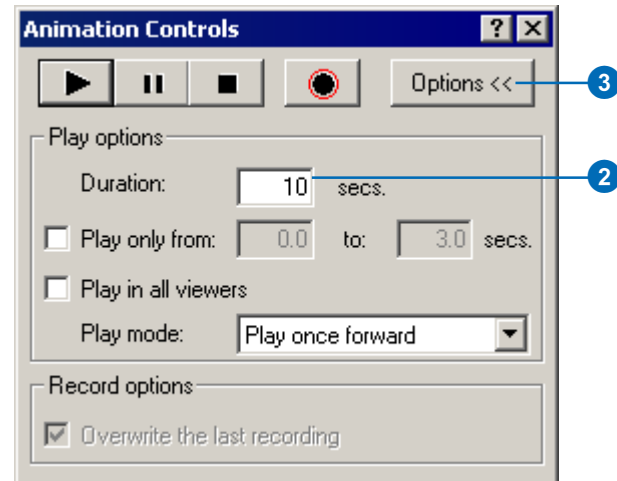 Animation Controls
Options <<
3
Play options
Duration: 10 secs.
2
Play only from: 0.0 to: 3.0 secs.
Play in all viewers
Play mode: Play once forward
Record options
Overwrite the last recording